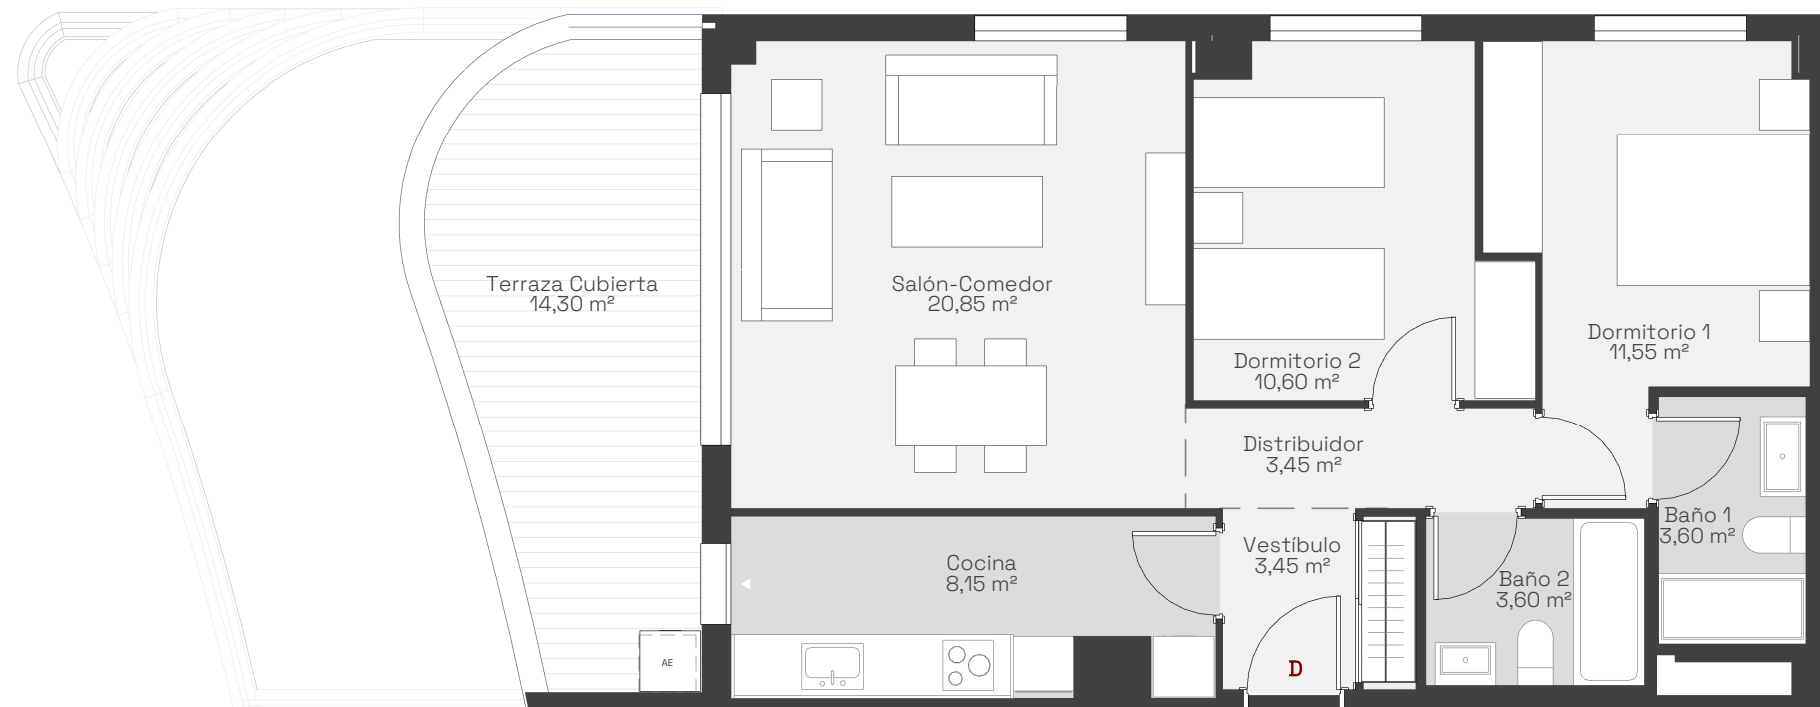 Terraza Cubierta
14,30 m²
Salón-Comedor
20,85 m²
Dormitorio 2
10,60 m²
Dormitorio 1
11,55 m²
Distribuidor
3,45 m²
Baño 1
3,60 m²
Vestíbulo
3,45 m²
Cocina
8,15 m²
Baño 2
3,60 m²
AE
D